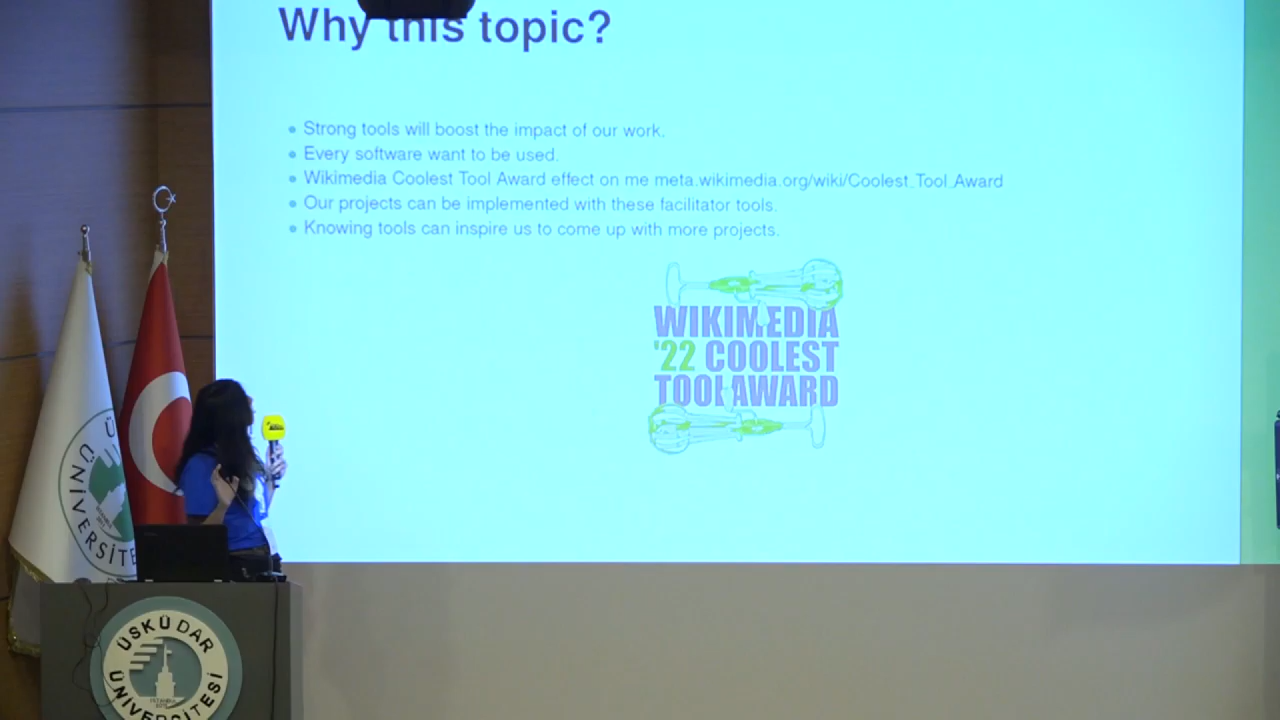 Why this topic?
Strong tools will boost the impact of our work.
Every software want to be used.
Wikimedia Coolest Tool Award effect on me meta.wikimedia.org/wiki/Coolest_Tool_Award
Our projects can be implemented with these facilitator tools.
Knowing tools can inspire us to come up with more projects.
WIKIMEDIA
'22 COOLEST
TOOL AWARD
ÜNİVERSİTE
ÜSKÜDAR
ÜNİVERSİTESİ